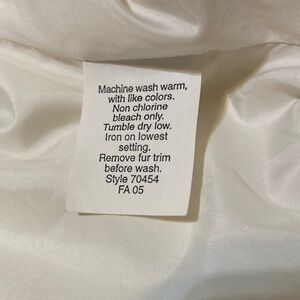 Machine wash warm,
with like colors.
Non chlorine
bleach only.
Tumble dry low.
Iron on lowest
setting.
Remove fur trim
before wash.
Style 70454
FA 05